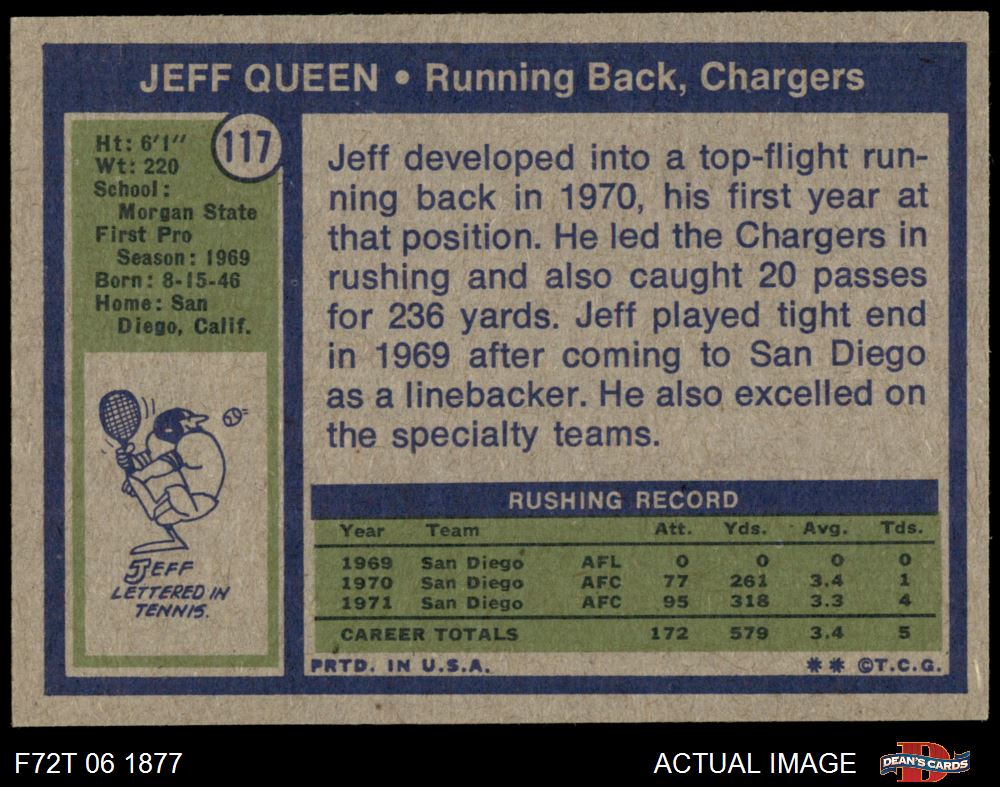 JEFF QUEEN • Running Back, Chargers
117
Ht: 6'1"
Wt: 220
School:
Morgan State
First Pro
Season: 1969
Born: 8-15-46
Home: San
Diego, Calif.
JEFF
LETTERED IN
TENNIS.
Jeff developed into a top-flight run-
ning back in 1970, his first year at
that position. He led the Chargers in
rushing and also caught 20 passes
for 236 yards. Jeff played tight end
in 1969 after coming to San Diego
as a linebacker. He also excelled on
the specialty teams.
RUSHING RECORD
Year Team Att. Yds. Avg. Tds.
1969 San Diego AFL 0 0 0 0
1970 San Diego AFC 77 261 3.4 1
1971 San Diego AFC 95 318 3.3 4
CAREER TOTALS 172 579 3.4 5
PRTD. IN U.S.A. ** ©T.C.G.
F72T 06 1877 ACTUAL IMAGE D DEAN'S CARDS